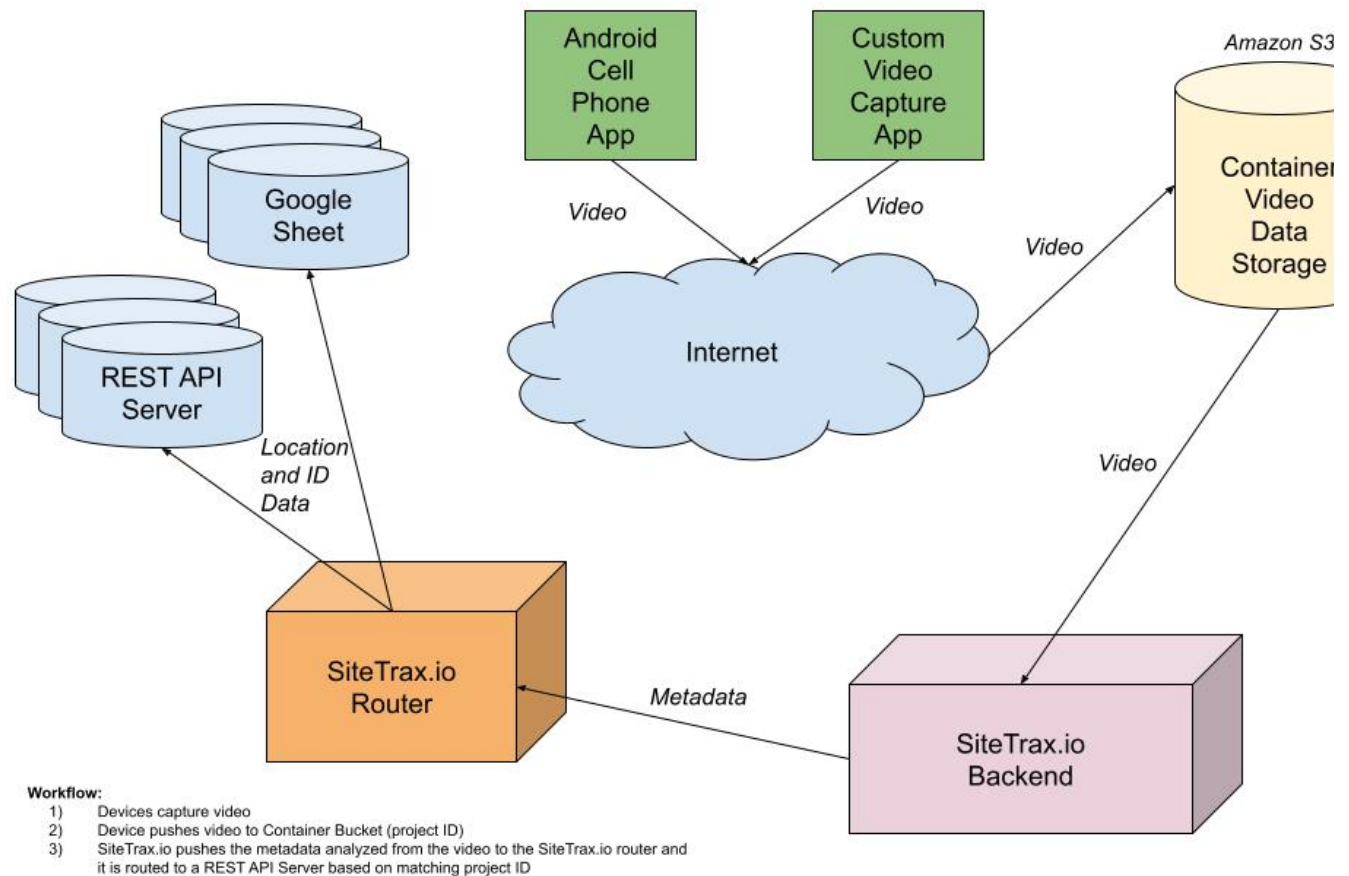 Android
Cell
Phone
App
Custom
Video
Capture
App
Amazon S3
Google
Sheet
Video
Video
Video
Container
Video
Data
Storage
Internet
REST API
Server
Location
and ID
Data
Video
SiteTrax.io
Router
Metadata
SiteTrax.io
Backend
Workflow:
1) Devices capture video
2) Device pushes video to Container Bucket (project ID)
3) SiteTrax.io pushes the metadata analyzed from the video to the SiteTrax.io router and
it is routed to a REST API Server based on matching project ID